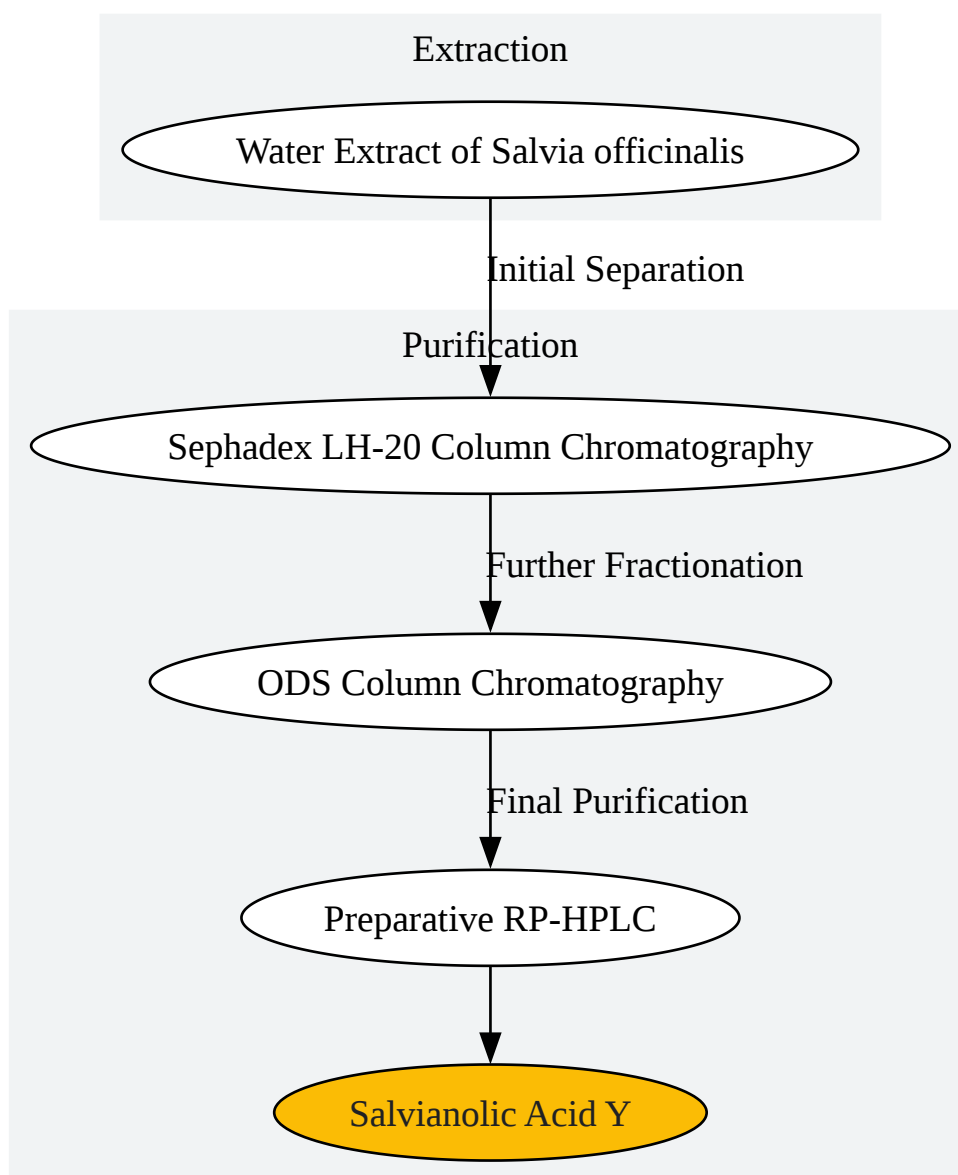 Extraction
Water Extract of Salvia officinalis
Initial Separation
Purification
Sephadex LH-20 Column Chromatography
Further Fractionation
ODS Column Chromatography
Final Purification
Preparative RP-HPLC
Salvianolic Acid Y